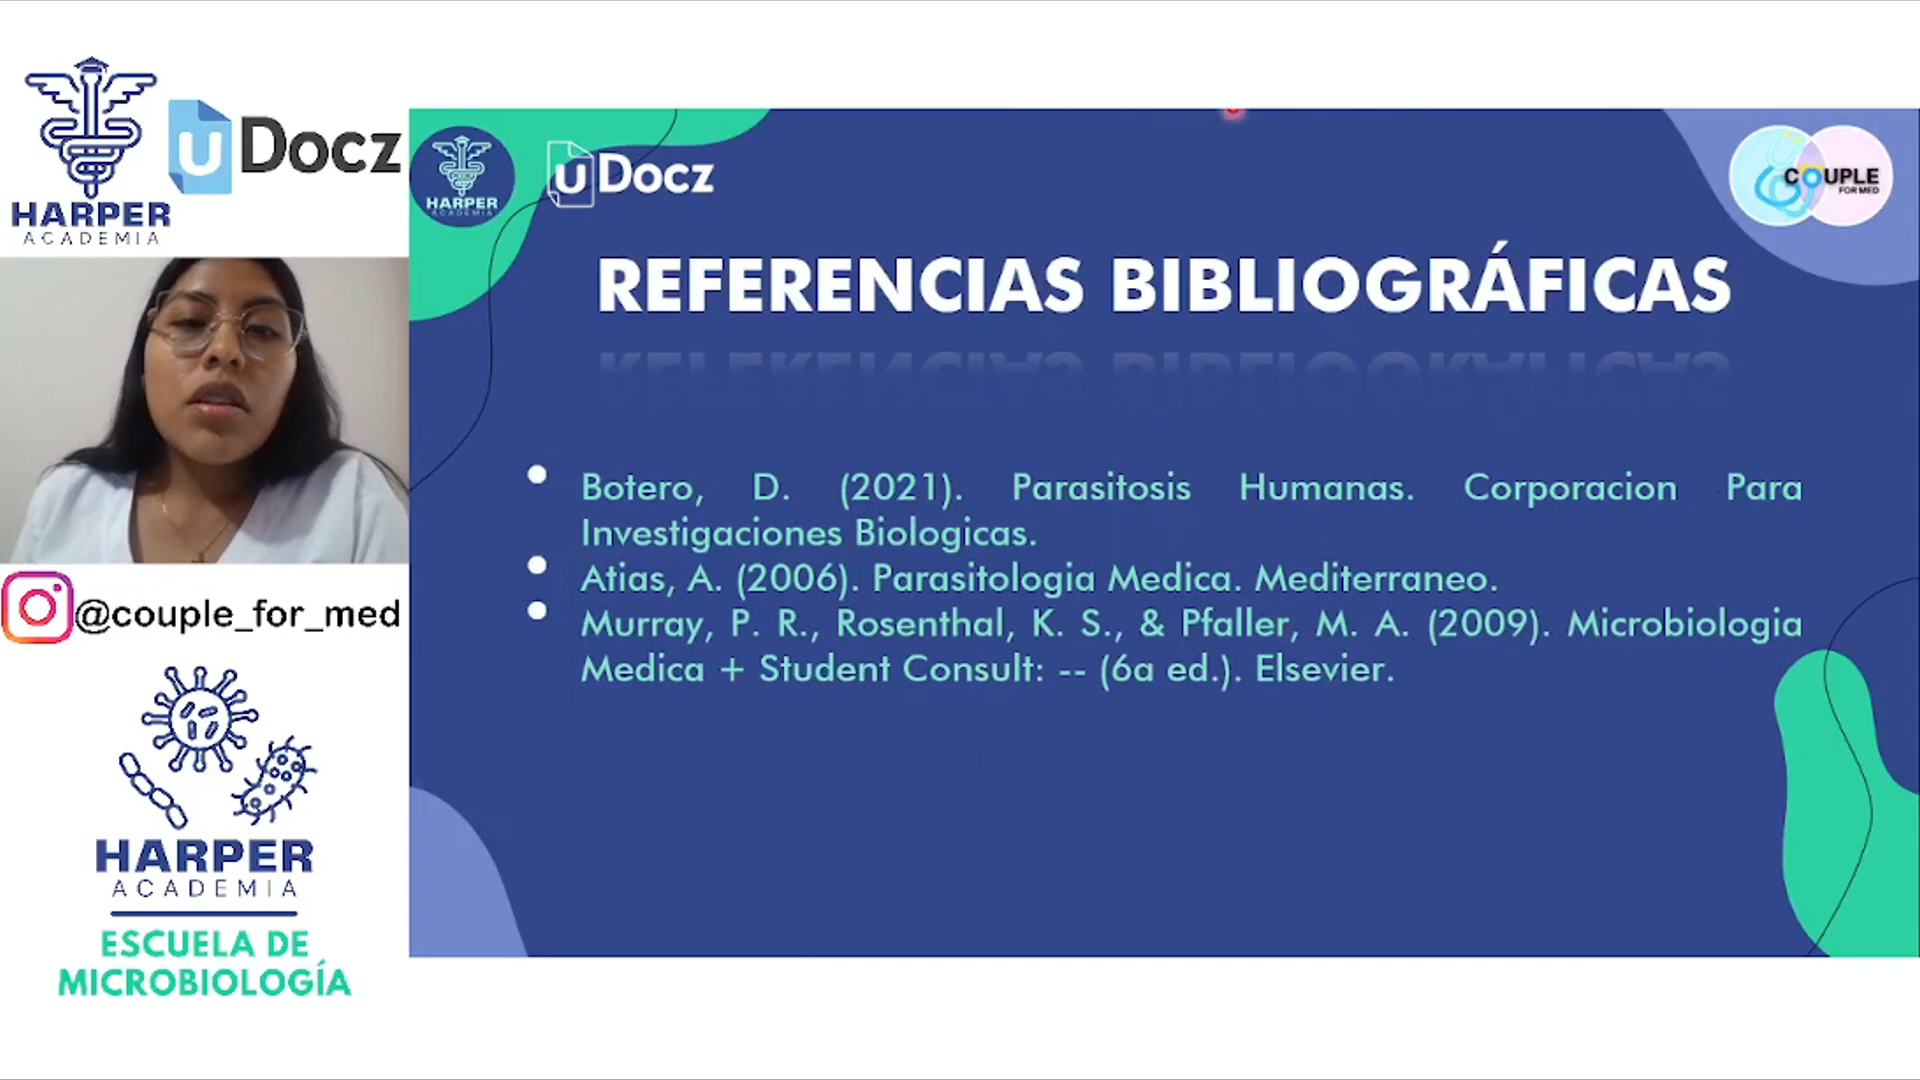 HARPER
ACADEMIA
uDocz
@couple_for_med
HARPER
ACADEMIA
ESCUELA DE
MICROBIOLOGÍA
HARPER
ACADEMIA
uDocz
COUPLE
FOR MED
REFERENCIAS BIBLIOGRÁFICAS
Botero, D. (2021). Parasitosis Humanas. Corporacion Para
Investigaciones Biologicas.
Atias, A. (2006). Parasitologia Medica. Mediterraneo.
Murray, P. R., Rosenthal, K. S., & Pfaller, M. A. (2009). Microbiologia
Medica + Student Consult: -- (6a ed.). Elsevier.